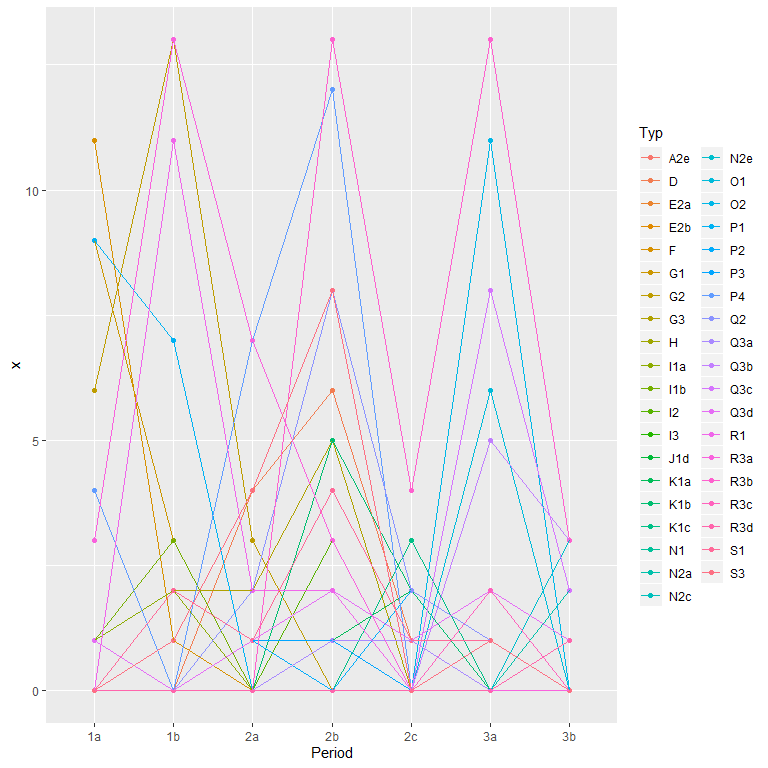 x
10
5
0
1a 1b 2a 2b 2c 3a 3b
Period
Typ
A2e
D
E2a
E2b
F
G1
G2
G3
H
I1a
I1b
I2
I3
J1d
K1a
K1b
K1c
N1
N2a
N2c
N2e
O1
O2
P1
P2
P3
P4
Q2
Q3a
Q3b
Q3c
Q3d
R1
R3a
R3b
R3c
R3d
S1
S3